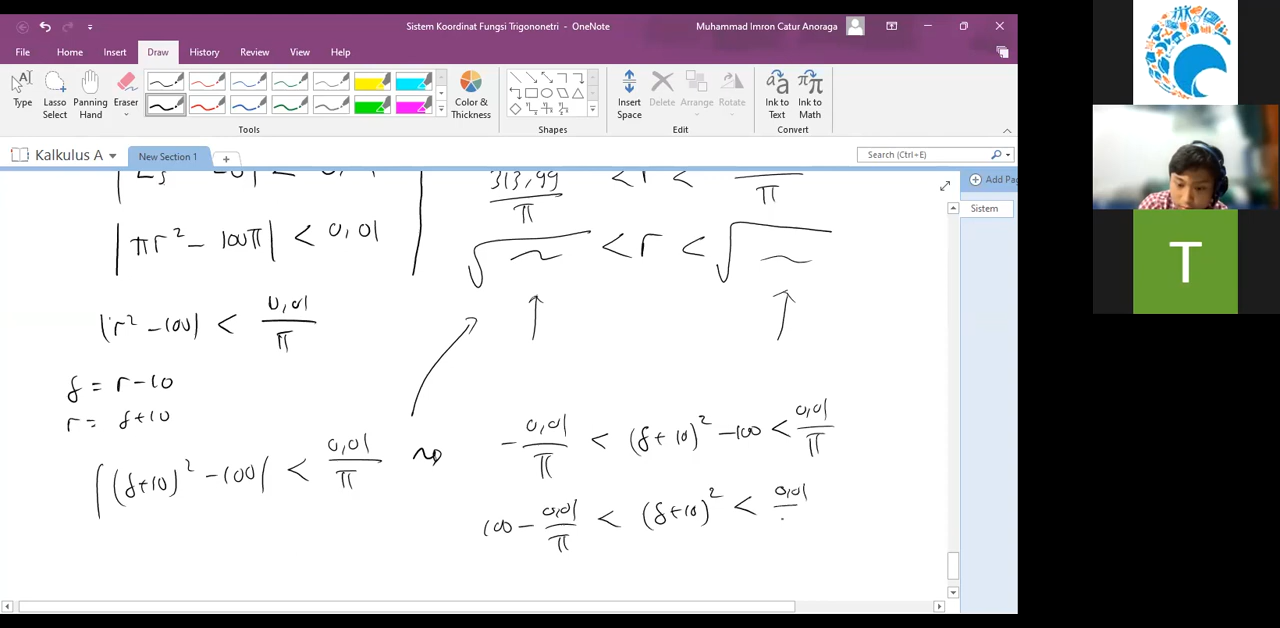 Sistem Koordinat Fungsi Trigononetri - OneNote
Muhammad Imron Catur Anoraga
File Home Insert Draw History Review View Help
Type
Lasso Select
Panning Hand
Eraser
Color & Thickness
Insert Space
Delete
Arrange
Rotate
Ink to Text
Ink to Math
Tools
Shapes
Edit
Convert
Kalkulus A
New Section 1
Search (Ctrl+E)
Add Pag
Sistem
|πr² - 100π| < 0,01
|r² - 100| < 0,01/π
δ = r - 10
r = δ + 10
|(δ+10)² - 100| < 0,01/π
313,99/π < r <
π
√ < r < √
-0,01/π < (δ+10)² - 100 < 0,01/π
100 - 0,01/π < (δ+10)² < 0,01
T